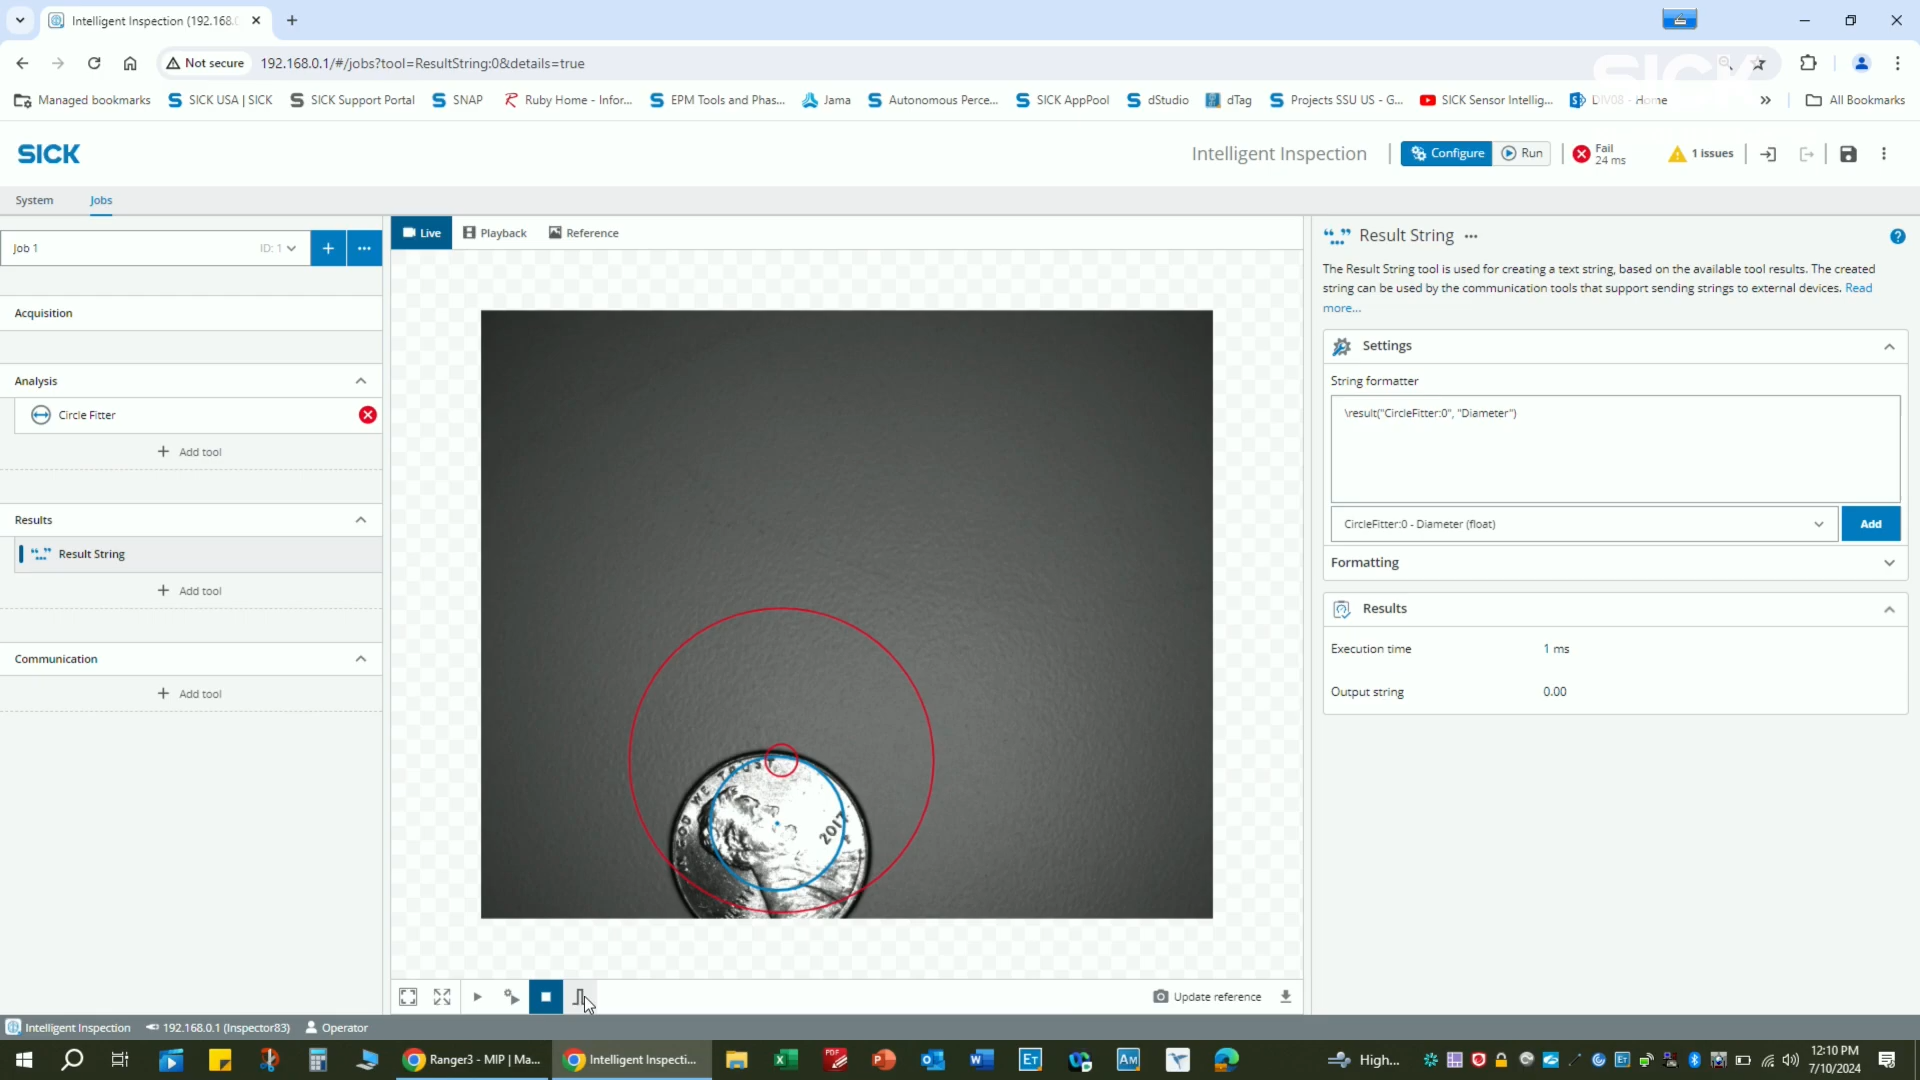 Intelligent Inspection (192.168.0
Not secure
192.168.0.1/#/jobs?tool=ResultString:0&details=true
SICK
Managed bookmarks
SICK USA | SICK
SICK Support Portal
SNAP
Ruby Home - Infor...
EPM Tools and Phas...
Jama
Autonomous Perce...
SICK AppPool
dStudio
dTag
Projects SSU US - G...
SICK Sensor Intellig...
DIV08 - Home
All Bookmarks
SICK
Intelligent Inspection
Configure
Run
Fail
24 ms
1 issues
System
Jobs
Job 1
ID: 1
Live
Playback
Reference
Acquisition
Analysis
Circle Fitter
Add tool
Results
Result String
Add tool
Communication
Add tool
WE TRUST
2017
Update reference
Result String
The Result String tool is used for creating a text string, based on the available tool results. The created
string can be used by the communication tools that support sending strings to external devices. Read
more...
Settings
String formatter
\result("CircleFitter:0", "Diameter")
CircleFitter:0 - Diameter (float)
Add
Formatting
Results
Execution time
1 ms
Output string
0.00
Intelligent Inspection
192.168.0.1 (Inspector83)
Operator
Ranger3 - MIP | Ma...
Intelligent Inspecti...
High...
12:10 PM
7/10/2024